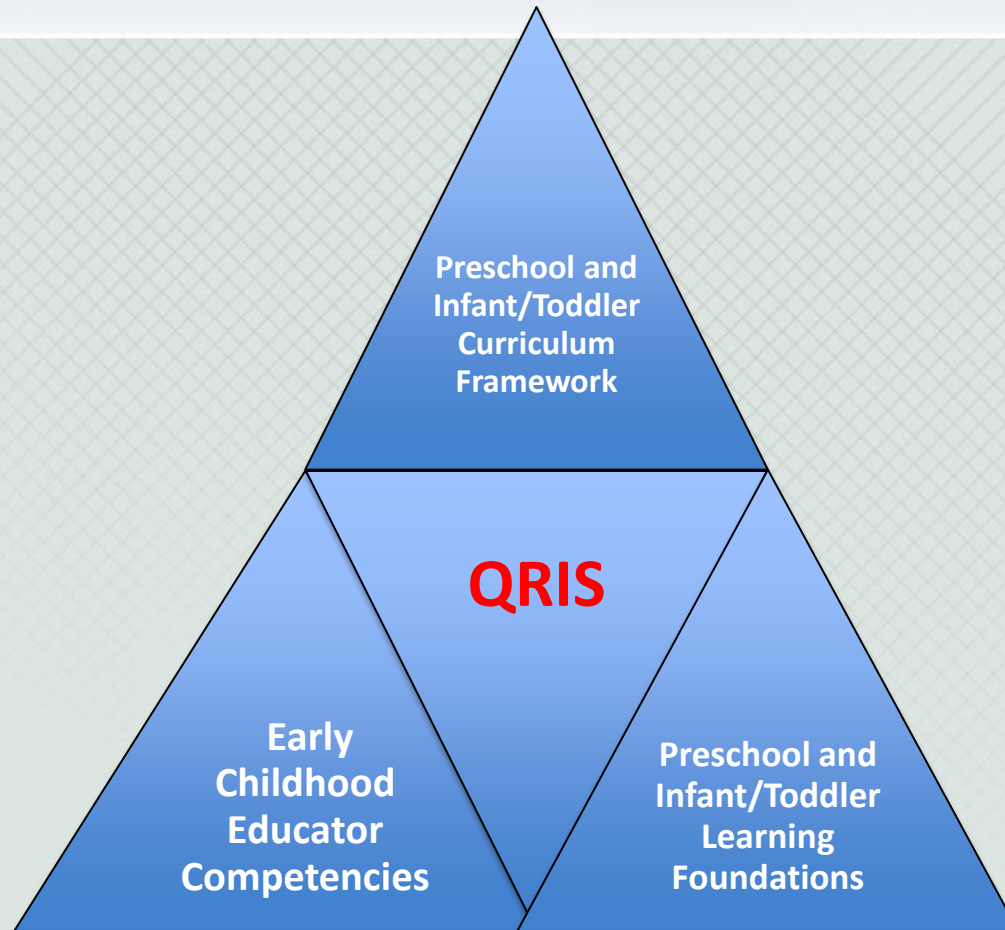 Preschool and
Infant/Toddler
Curriculum
Framework
QRIS
Early
Childhood
Educator
Competencies
Preschool and
Infant/Toddler
Learning
Foundations